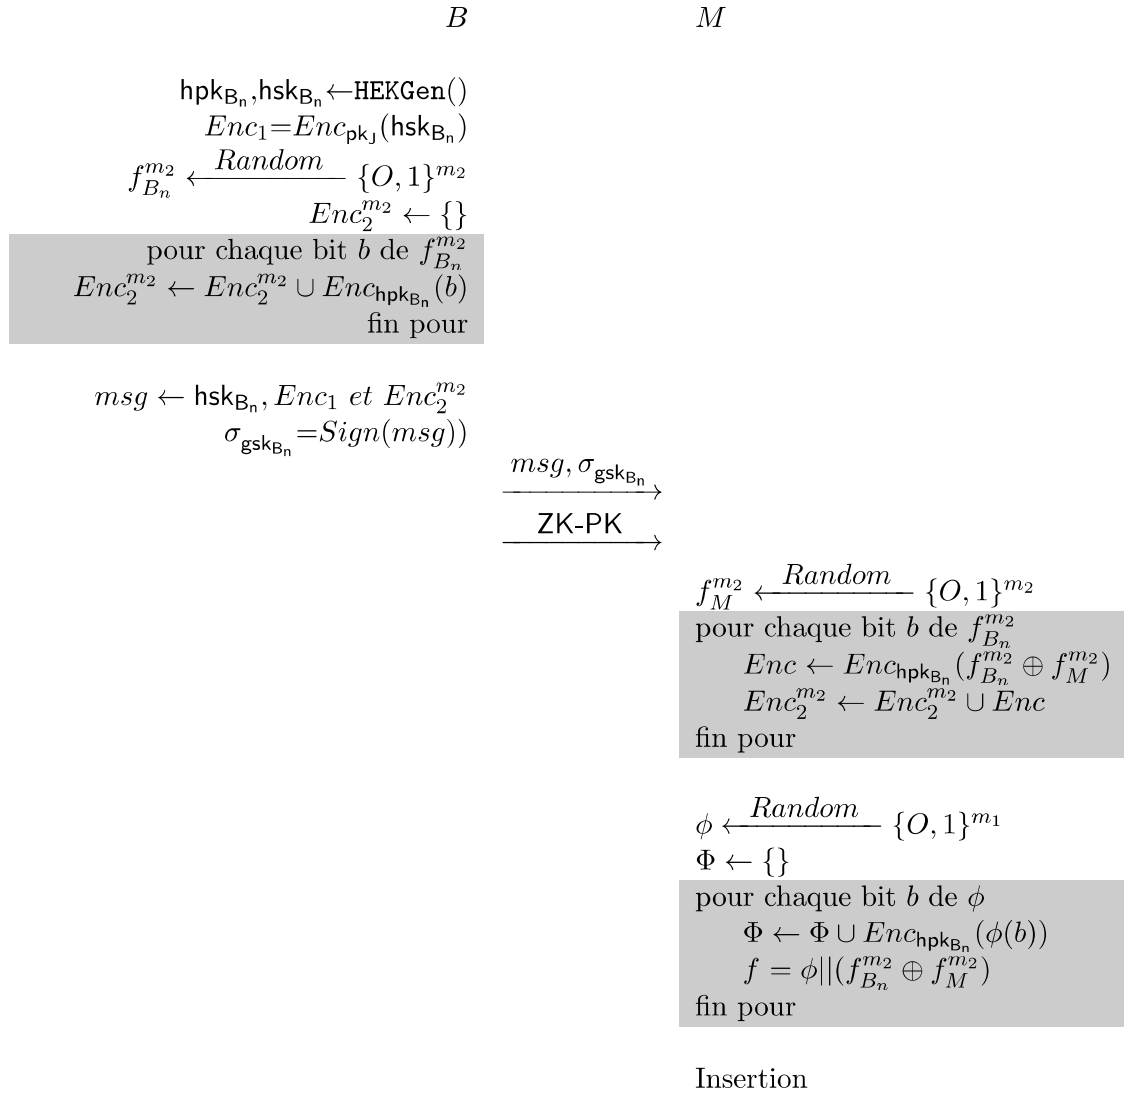 B M
hpk_{B_n},hsk_{B_n}←HEKGen()
Enc_1=Enc_{pk_J}(hsk_{B_n})
f_{B_n}^{m_2} ←Random {O, 1}^{m_2}
Enc_2^{m_2} ← {}
pour chaque bit b de f_{B_n}^{m_2}
Enc_2^{m_2} ← Enc_2^{m_2} ∪ Enc_{hpk_{B_n}}(b)
fin pour
msg ← hsk_{B_n}, Enc_1 et Enc_2^{m_2}
σ_{gsk_{B_n}}=Sign(msg))
msg, σ_{gsk_{B_n}}
ZK-PK
f_M^{m_2} ←Random {O, 1}^{m_2}
pour chaque bit b de f_{B_n}^{m_2}
Enc ← Enc_{hpk_{B_n}}(f_{B_n}^{m_2} ⊕ f_M^{m_2})
Enc_2^{m_2} ← Enc_2^{m_2} ∪ Enc
fin pour
ϕ ←Random {O, 1}^{m_1}
Φ ← {}
pour chaque bit b de ϕ
Φ ← Φ ∪ Enc_{hpk_{B_n}}(ϕ(b))
f = ϕ||(f_{B_n}^{m_2} ⊕ f_M^{m_2})
fin pour
Insertion